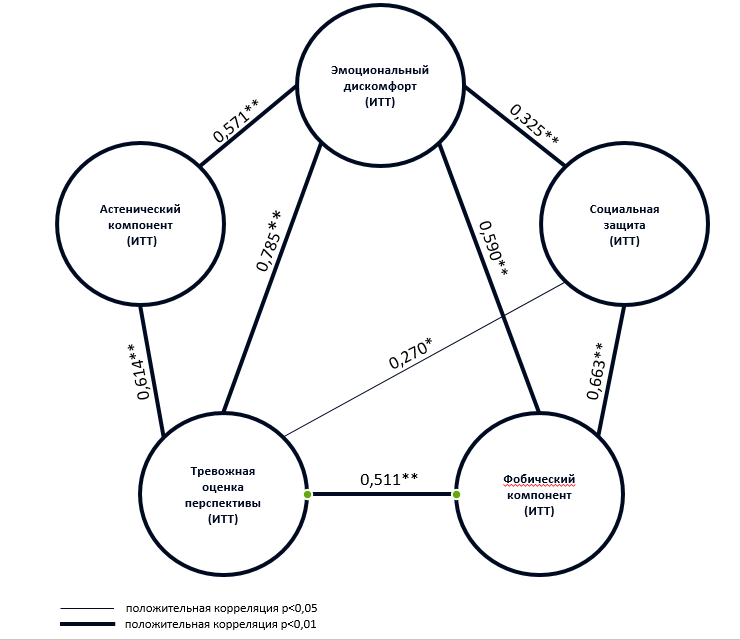 Эмоциональный
дискомфорт
(ИТТ)
0,571**
0,325**
Астенический
компонент
(ИТТ)
Социальная
защита
(ИТТ)
0,785**
0,590**
0,270*
0,614**
0,663**
Тревожная
оценка
перспективы
(ИТТ)
0,511**
Фобический
компонент
(ИТТ)
положительная корреляция p<0,05
положительная корреляция p<0,01